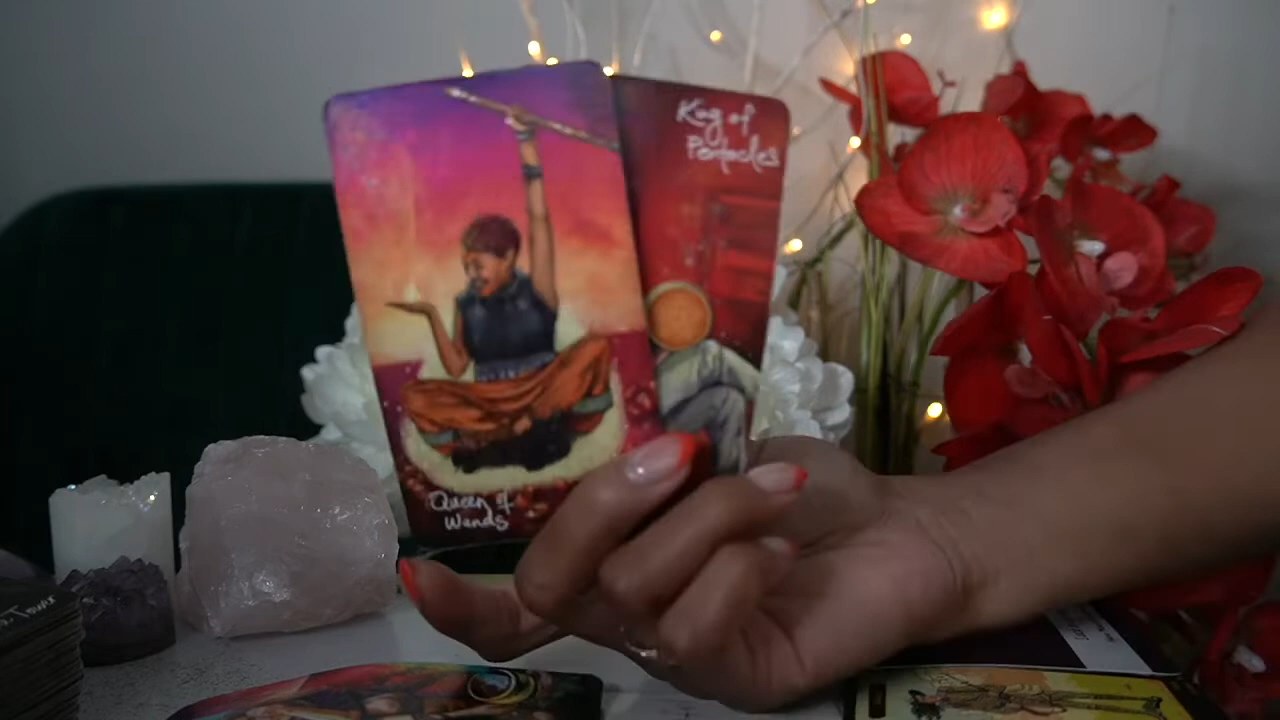 Queen of
Wands
King of
Pentacles